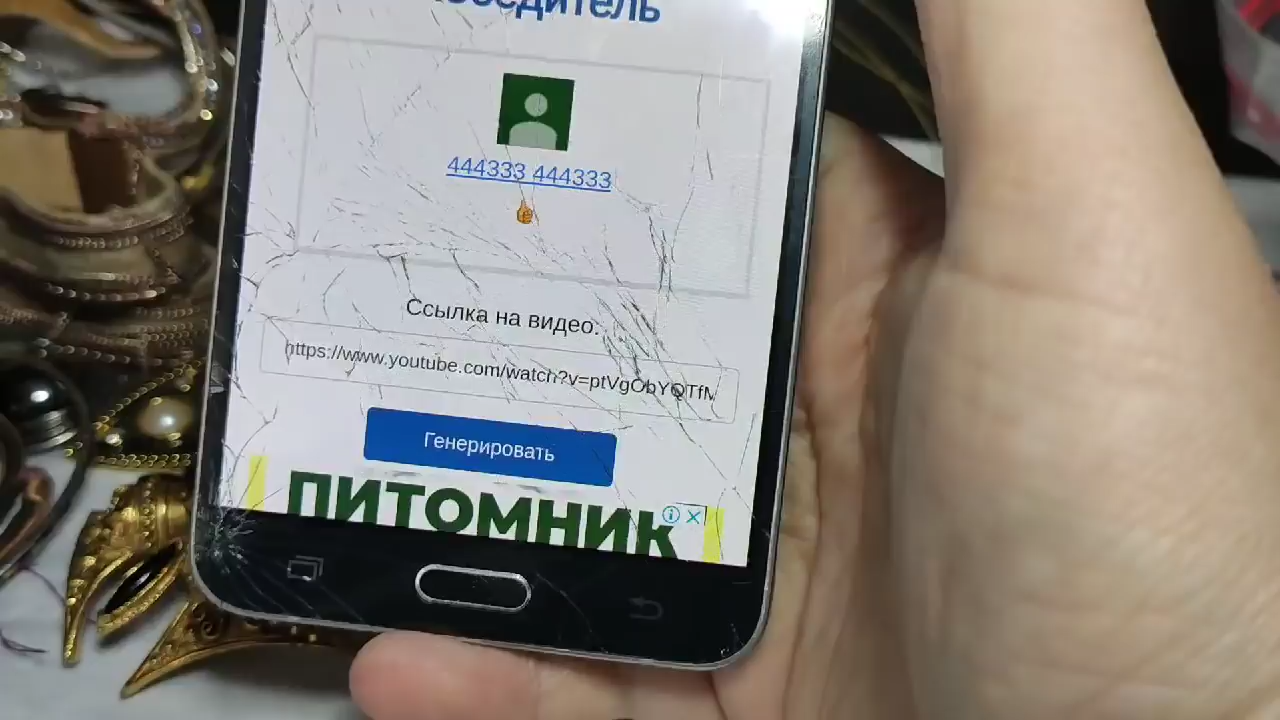 444333 444333
Ссылка на видео:
https://www.youtube.com/watch?v=ptVgObYQTfM
Генерировать
ПИТОМНИК